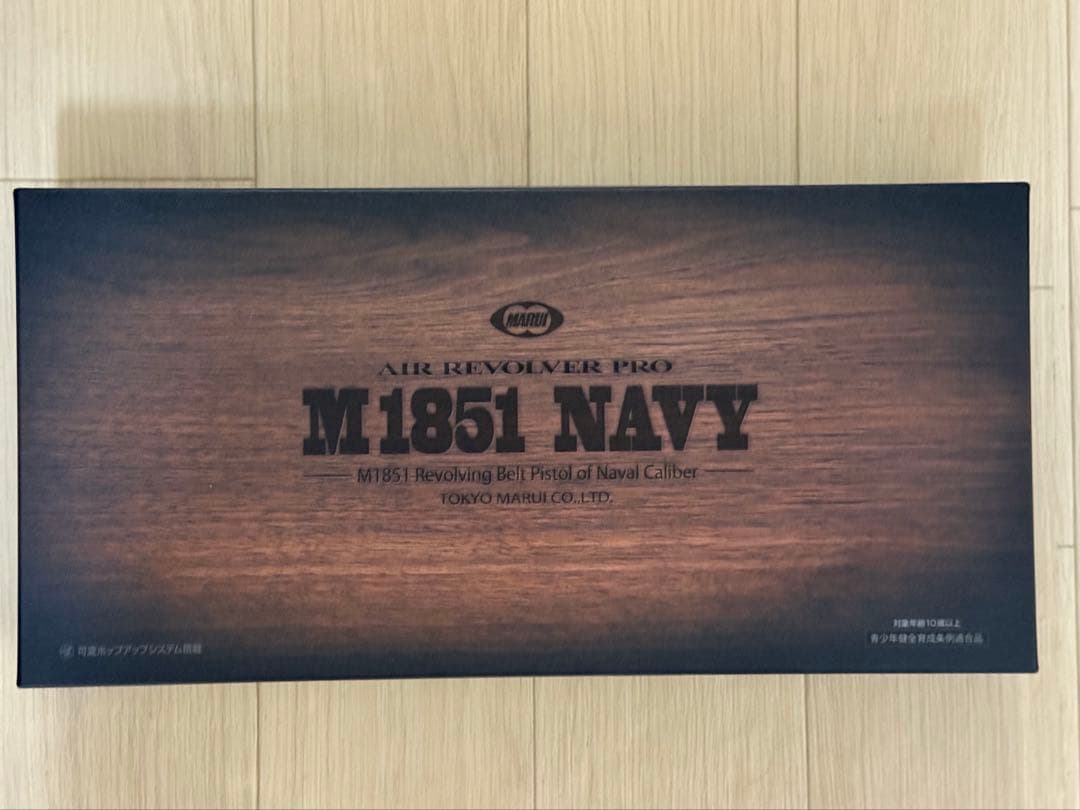 MARUI
AIR REVOLVER PRO
M1851 NAVY
M1851 Revolving Belt Pistol of Naval Caliber
TOKYO MARUI CO.,LTD.
対象年齢10歳以上
青少年健全育成条例適合品
可変ホップアップシステム搭載